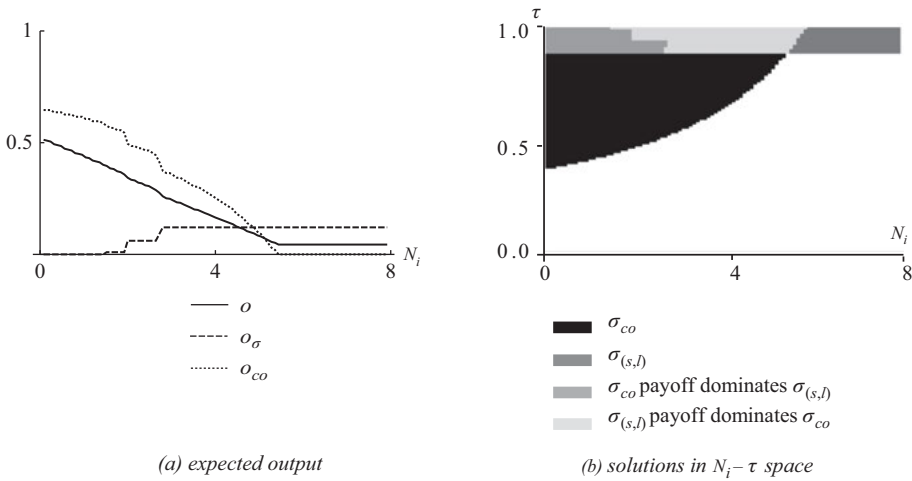 1
0.5
0
0
4
8
N_i
o
o_σ
o_co
(a) expected output
τ
1.0
0.5
0.0
0
4
8
N_i
σ_co
σ_(s,l)
σ_co payoff dominates σ_(s,l)
σ_(s,l) payoff dominates σ_co
(b) solutions in N_i – τ space